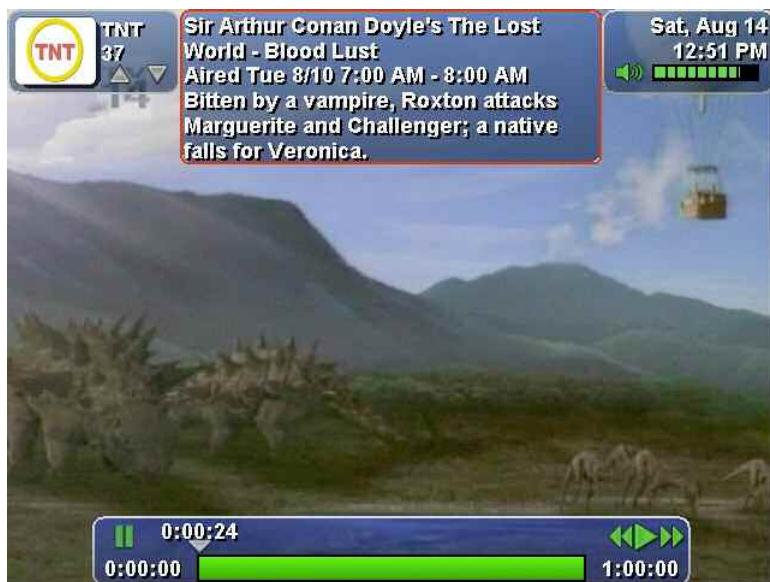 TNT
TNT
37
14
Sir Arthur Conan Doyle's The Lost
World - Blood Lust
Aired Tue 8/10 7:00 AM - 8:00 AM
Bitten by a vampire, Roxton attacks
Marguerite and Challenger; a native
falls for Veronica.
Sat, Aug 14
12:51 PM
0:00:24
0:00:00
1:00:00